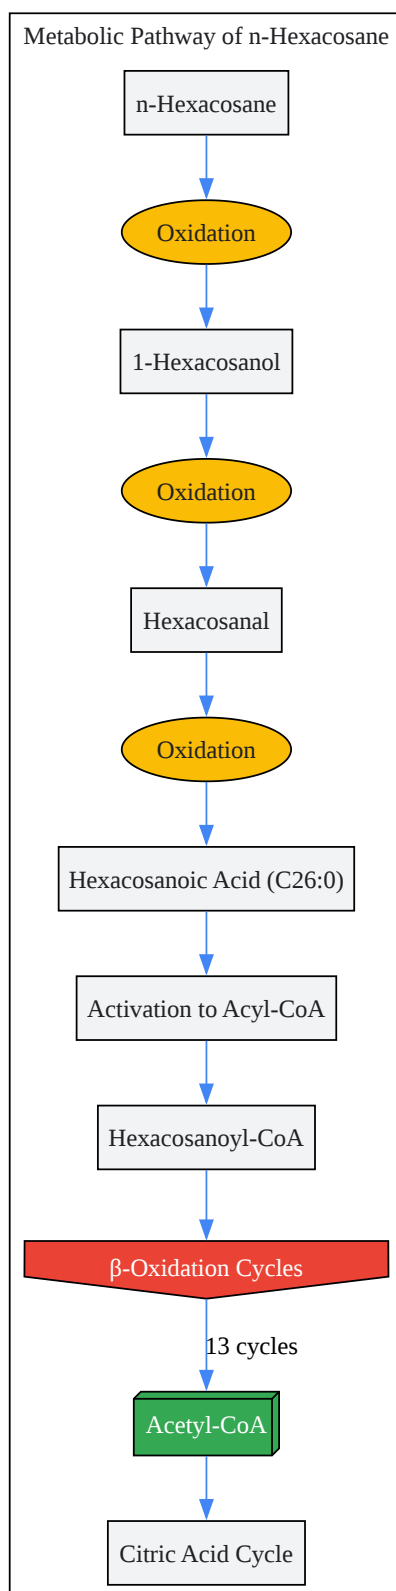 Metabolic Pathway of n-Hexacosane
n-Hexacosane
Oxidation
1-Hexacosanol
Oxidation
Hexacosanal
Oxidation
Hexacosanoic Acid (C26:0)
Activation to Acyl-CoA
Hexacosanoyl-CoA
β-Oxidation Cycles
13 cycles
Acetyl-CoA
Citric Acid Cycle